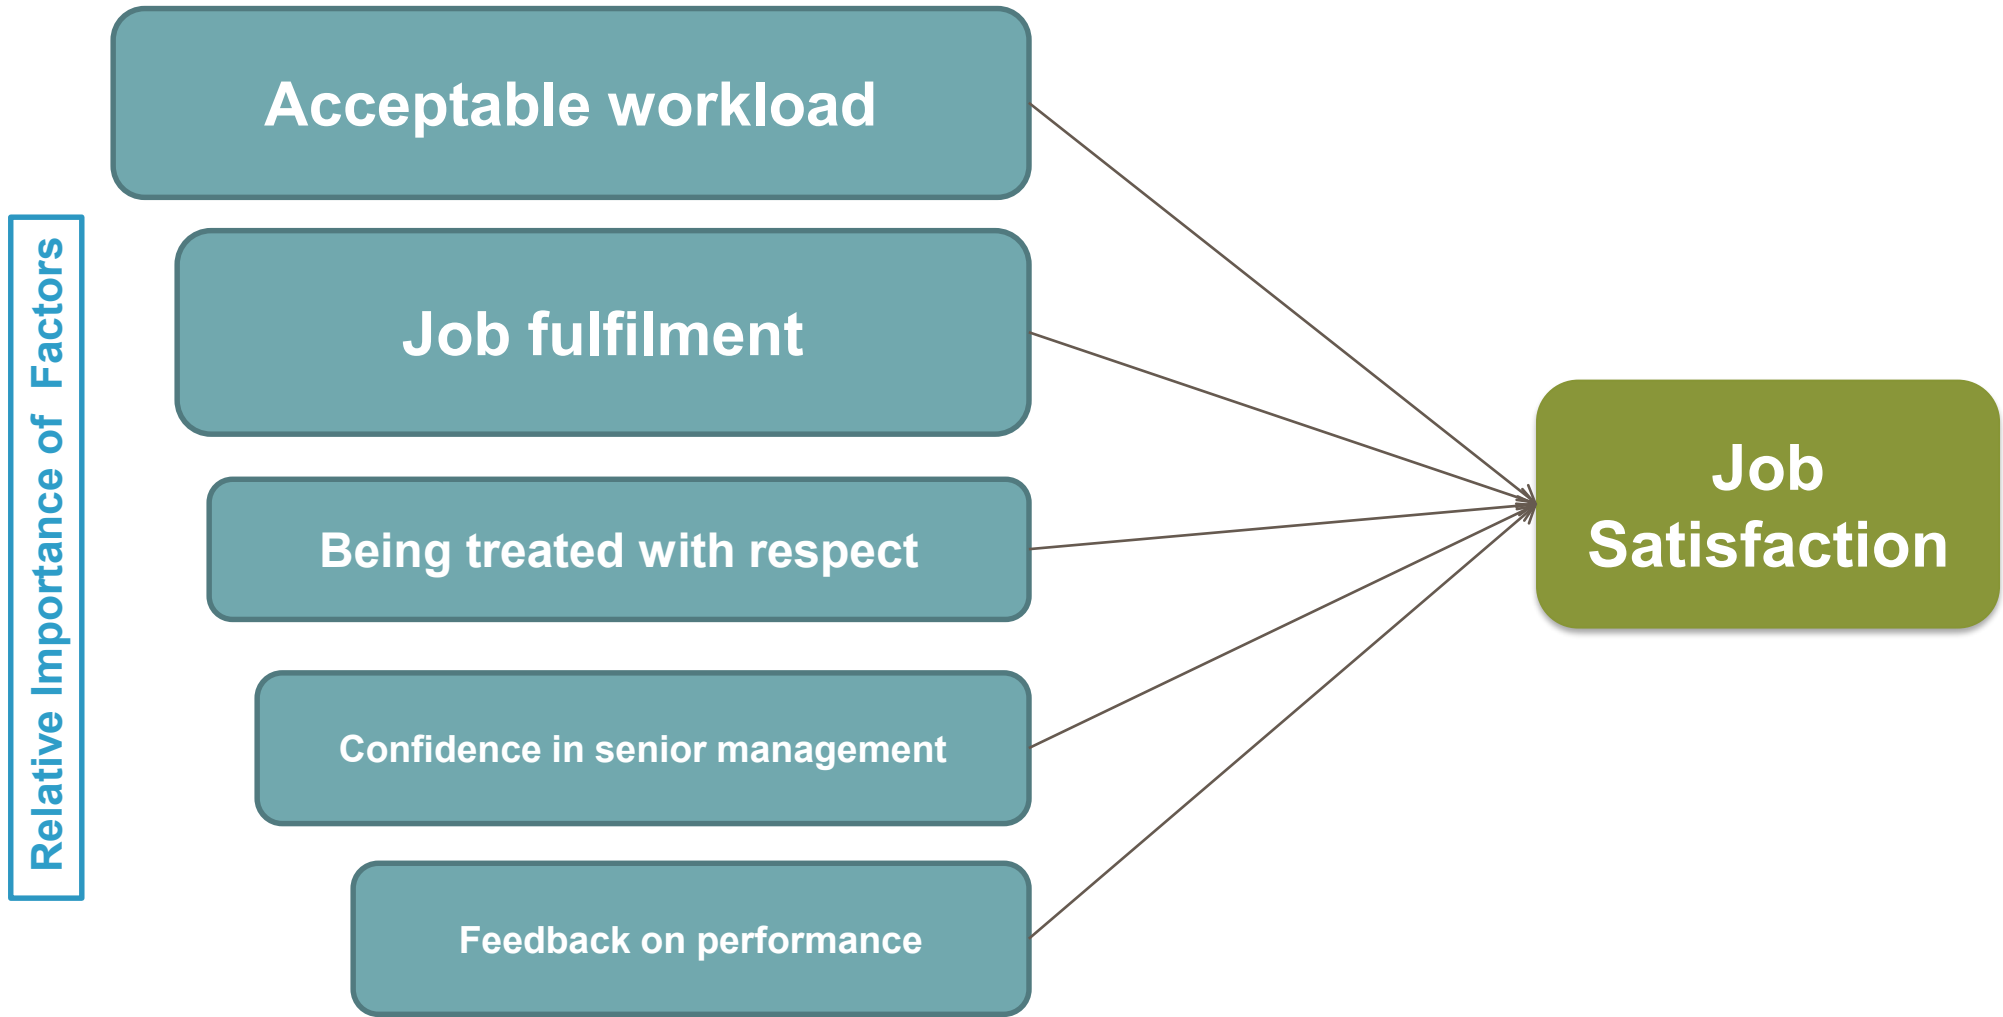 Acceptable workload
Relative Importance of Factors
Job fulfilment
Being treated with respect
Confidence in senior management
Feedback on performance
Job
Satisfaction